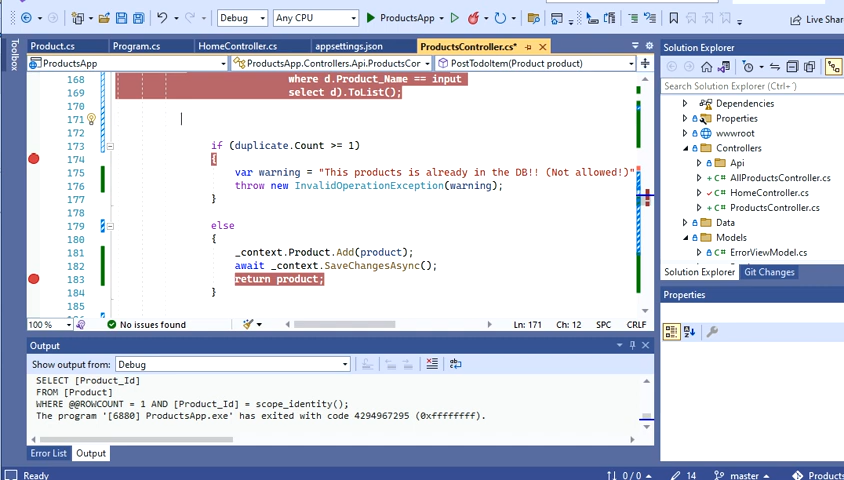 Debug
Any CPU
ProductsApp
Live Shar
Toolbox
Product.cs
Program.cs
HomeController.cs
appsettings.json
ProductsController.cs*
ProductsApp
ProductsApp.Controllers.Api.ProductsCor
PostTodoItem(Product product)
168 where d.Product_Name == input
169 select d).ToList();
170
171
172
173 if (duplicate.Count >= 1)
174 {
175 var warning = "This products is already in the DB!! (Not allowed!)"
176 throw new InvalidOperationException(warning);
177 }
178
179 else
180 {
181 _context.Product.Add(product);
182 await _context.SaveChangesAsync();
183 return product;
184 }
185
100 %
No issues found
Ln: 171
Ch: 12
SPC
CRLF
Output
Show output from:
Debug
SELECT [Product_Id]
FROM [Product]
WHERE @@ROWCOUNT = 1 AND [Product_Id] = scope_identity();
The program '[6880] ProductsApp.exe' has exited with code 4294967295 (0xffffffff).
Error List
Output
Solution Explorer
Search Solution Explorer (Ctrl+')
Dependencies
Properties
wwwroot
Controllers
Api
AllProductsController.cs
HomeController.cs
ProductsController.cs
Data
Models
ErrorViewModel.cs
Solution Explorer
Git Changes
Properties
Ready
0 / 0
14
master
Products